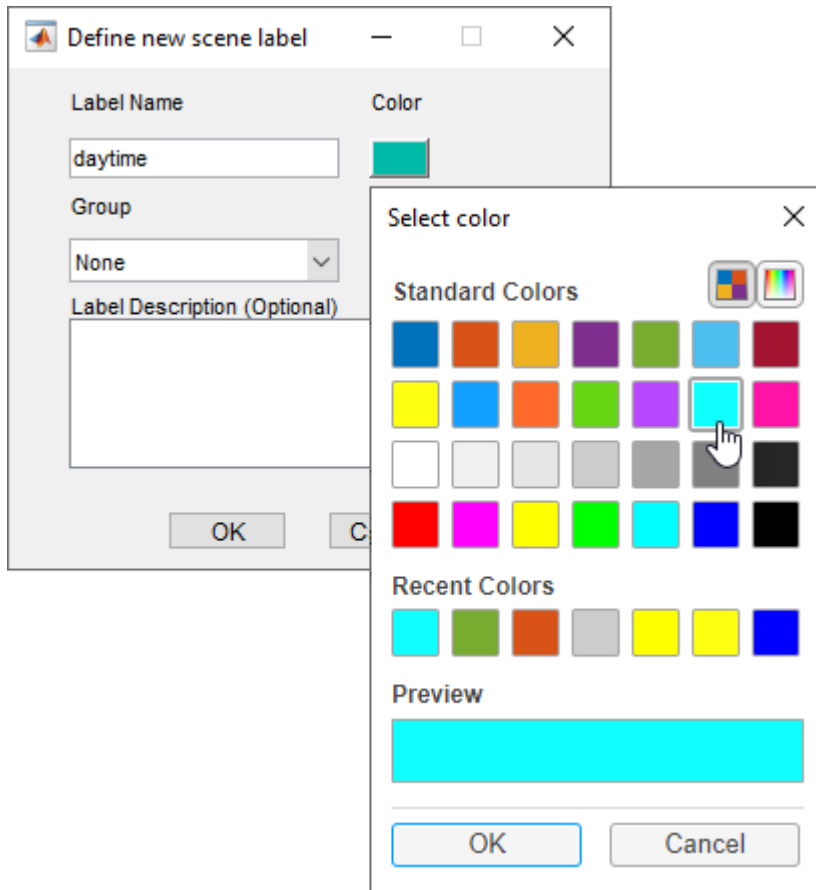 Define new scene label
Label Name
Color
daytime
Group
None
Label Description (Optional)
OK
Select color
Standard Colors
Recent Colors
Preview
OK
Cancel